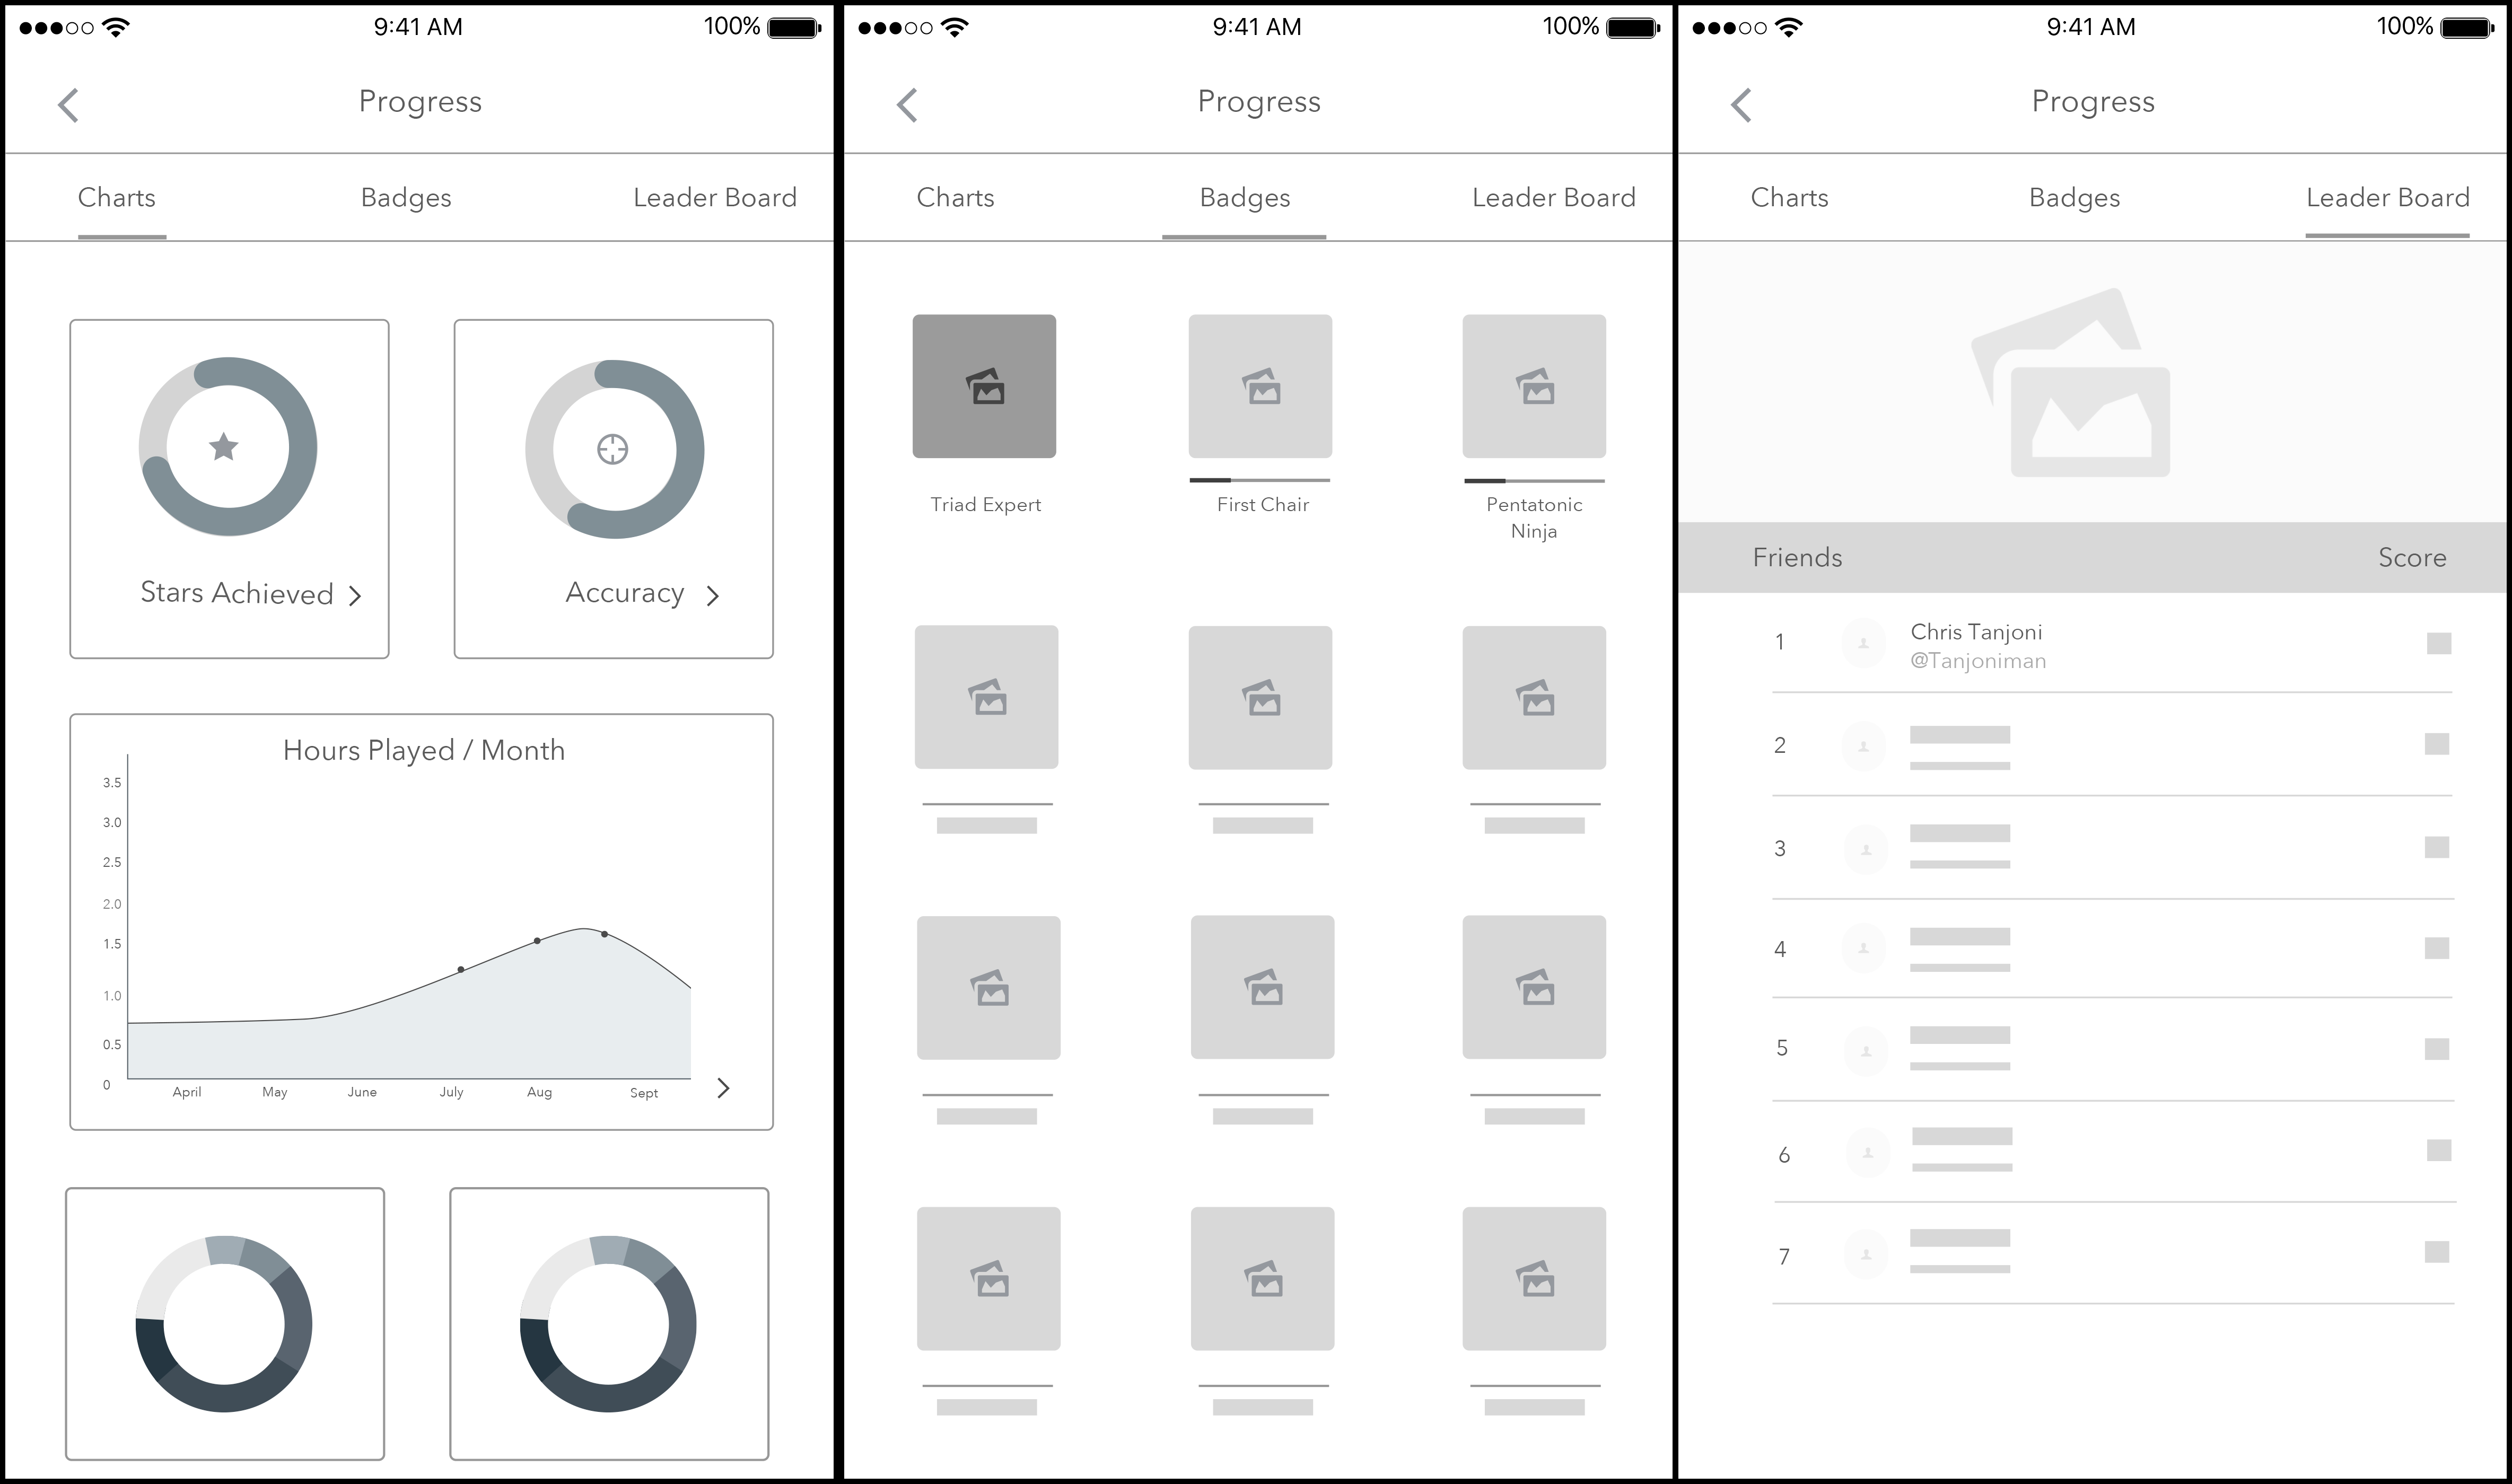 9:41 AM
100%
Progress
Charts
Badges
Leader Board
Stars Achieved
Accuracy
Hours Played / Month
3.5
3.0
2.5
2.0
1.5
1.0
0.5
0
April
May
June
July
Aug
Sept
9:41 AM
100%
Progress
Charts
Badges
Leader Board
Triad Expert
First Chair
Pentatonic
Ninja
9:41 AM
100%
Progress
Charts
Badges
Leader Board
Friends
Score
1
Chris Tanjoni
@Tanjoniman
2
3
4
5
6
7